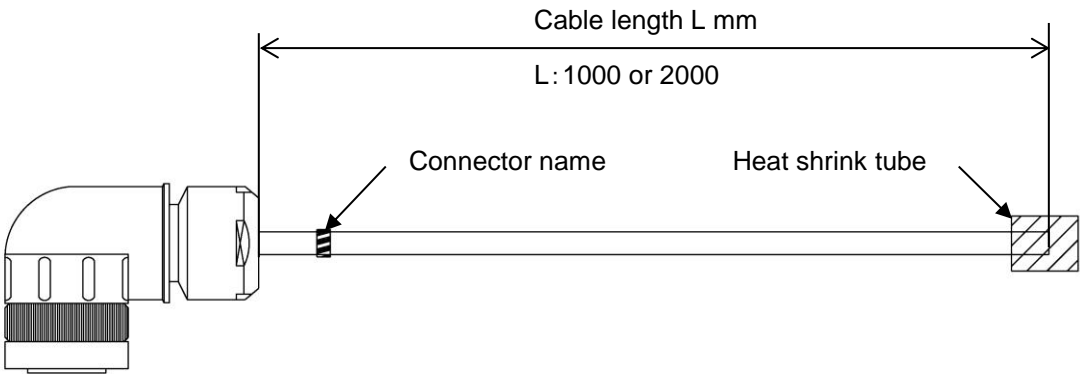 Cable length L mm
L:1000 or 2000
Connector name
Heat shrink tube